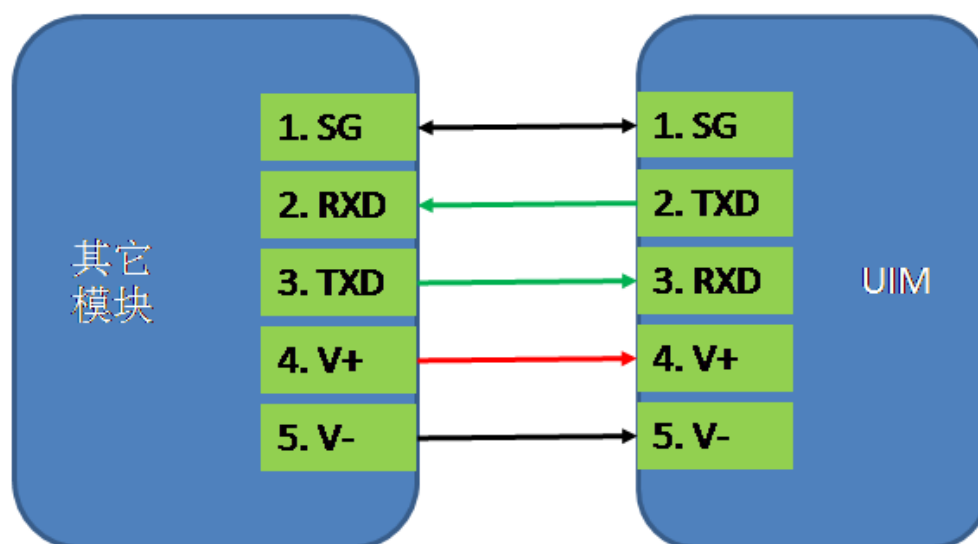 1. SG
2. RXD
3. TXD
4. V+
5. V-
其它
模块
1. SG
2. TXD
3. RXD
4. V+
5. V-
UIM